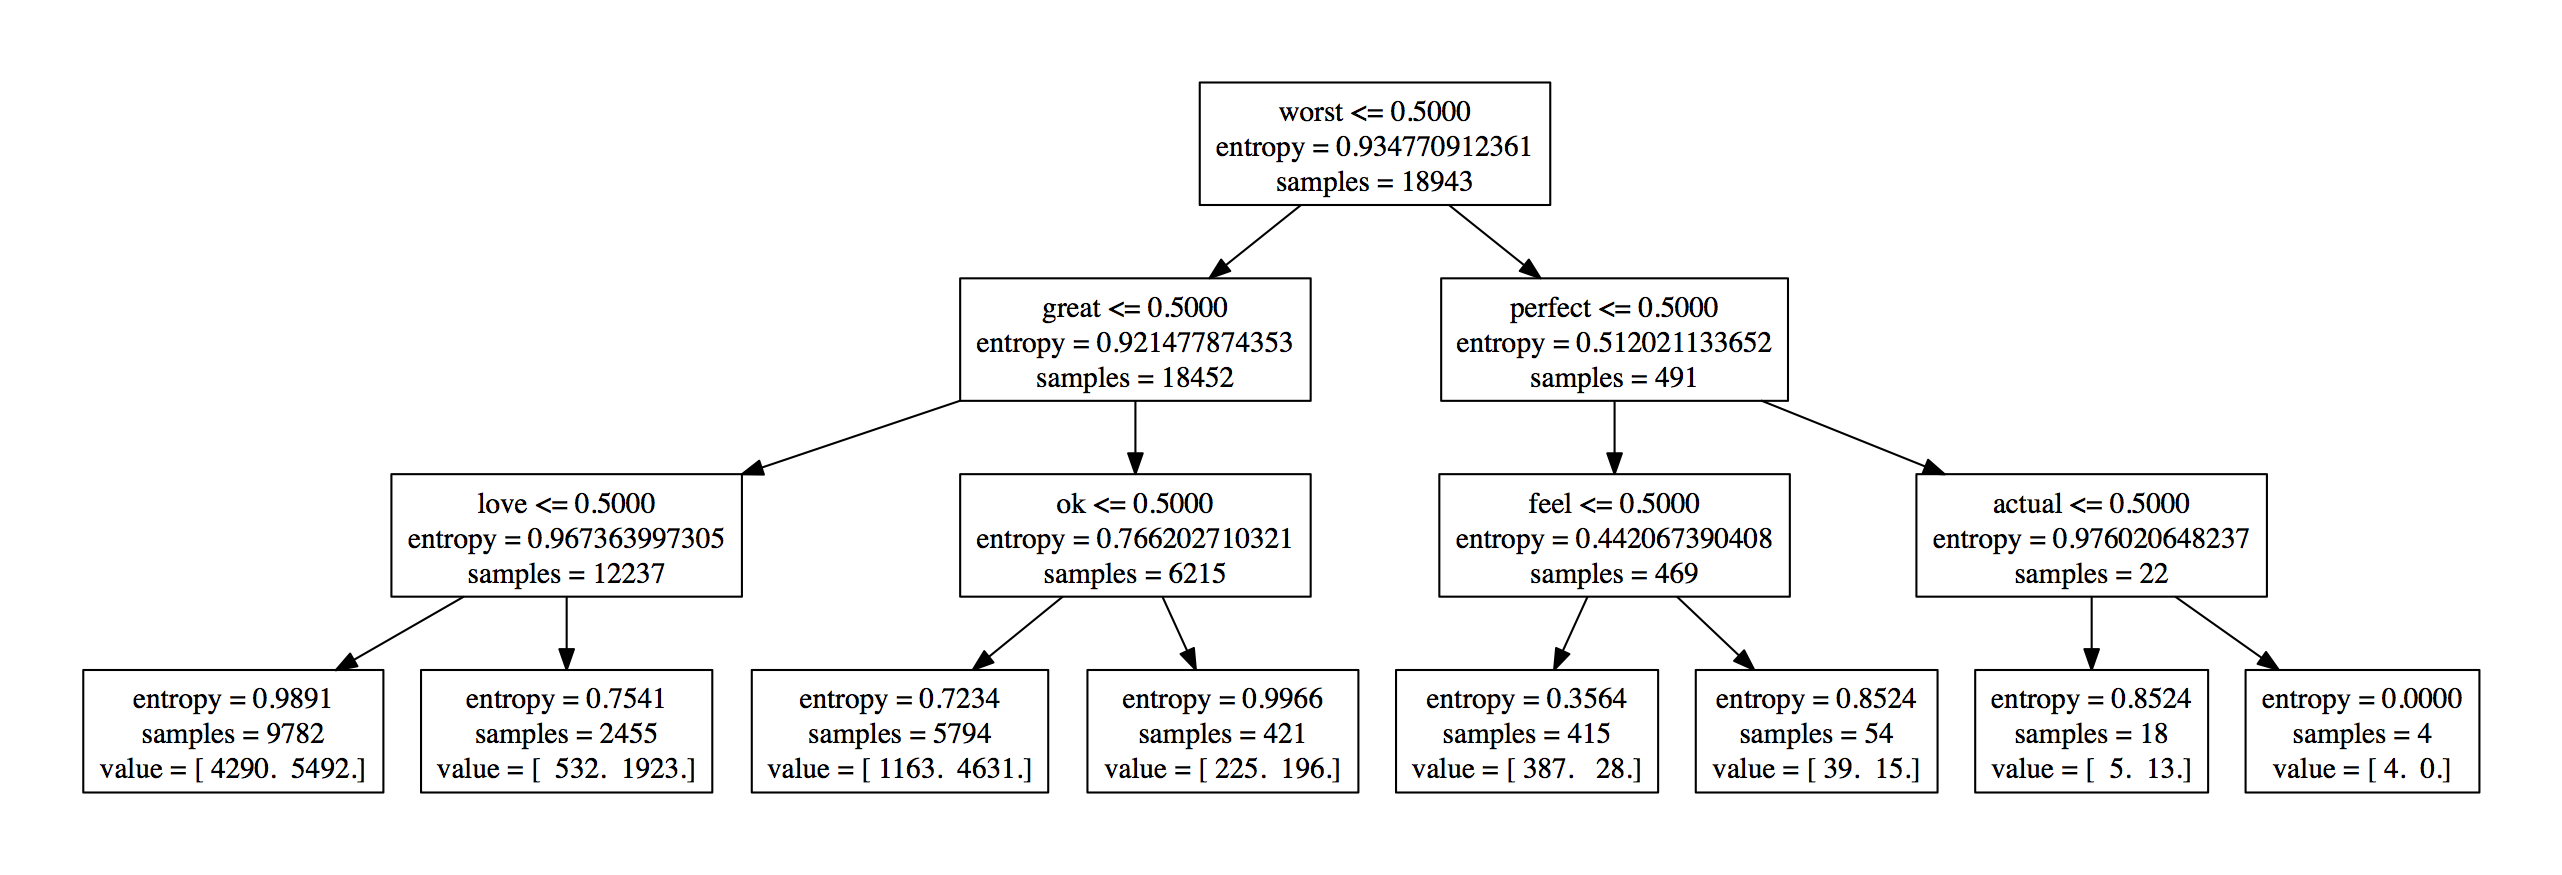 worst <= 0.5000
entropy = 0.934770912361
samples = 18943
great <= 0.5000
entropy = 0.921477874353
samples = 18452
perfect <= 0.5000
entropy = 0.512021133652
samples = 491
love <= 0.5000
entropy = 0.967363997305
samples = 12237
ok <= 0.5000
entropy = 0.766202710321
samples = 6215
feel <= 0.5000
entropy = 0.442067390408
samples = 469
actual <= 0.5000
entropy = 0.976020648237
samples = 22
entropy = 0.9891
samples = 9782
value = [ 4290.  5492.]
entropy = 0.7541
samples = 2455
value = [  532.  1923.]
entropy = 0.7234
samples = 5794
value = [ 1163.  4631.]
entropy = 0.9966
samples = 421
value = [ 225.  196.]
entropy = 0.3564
samples = 415
value = [ 387.   28.]
entropy = 0.8524
samples = 54
value = [ 39.  15.]
entropy = 0.8524
samples = 18
value = [  5.  13.]
entropy = 0.0000
samples = 4
value = [ 4.  0.]